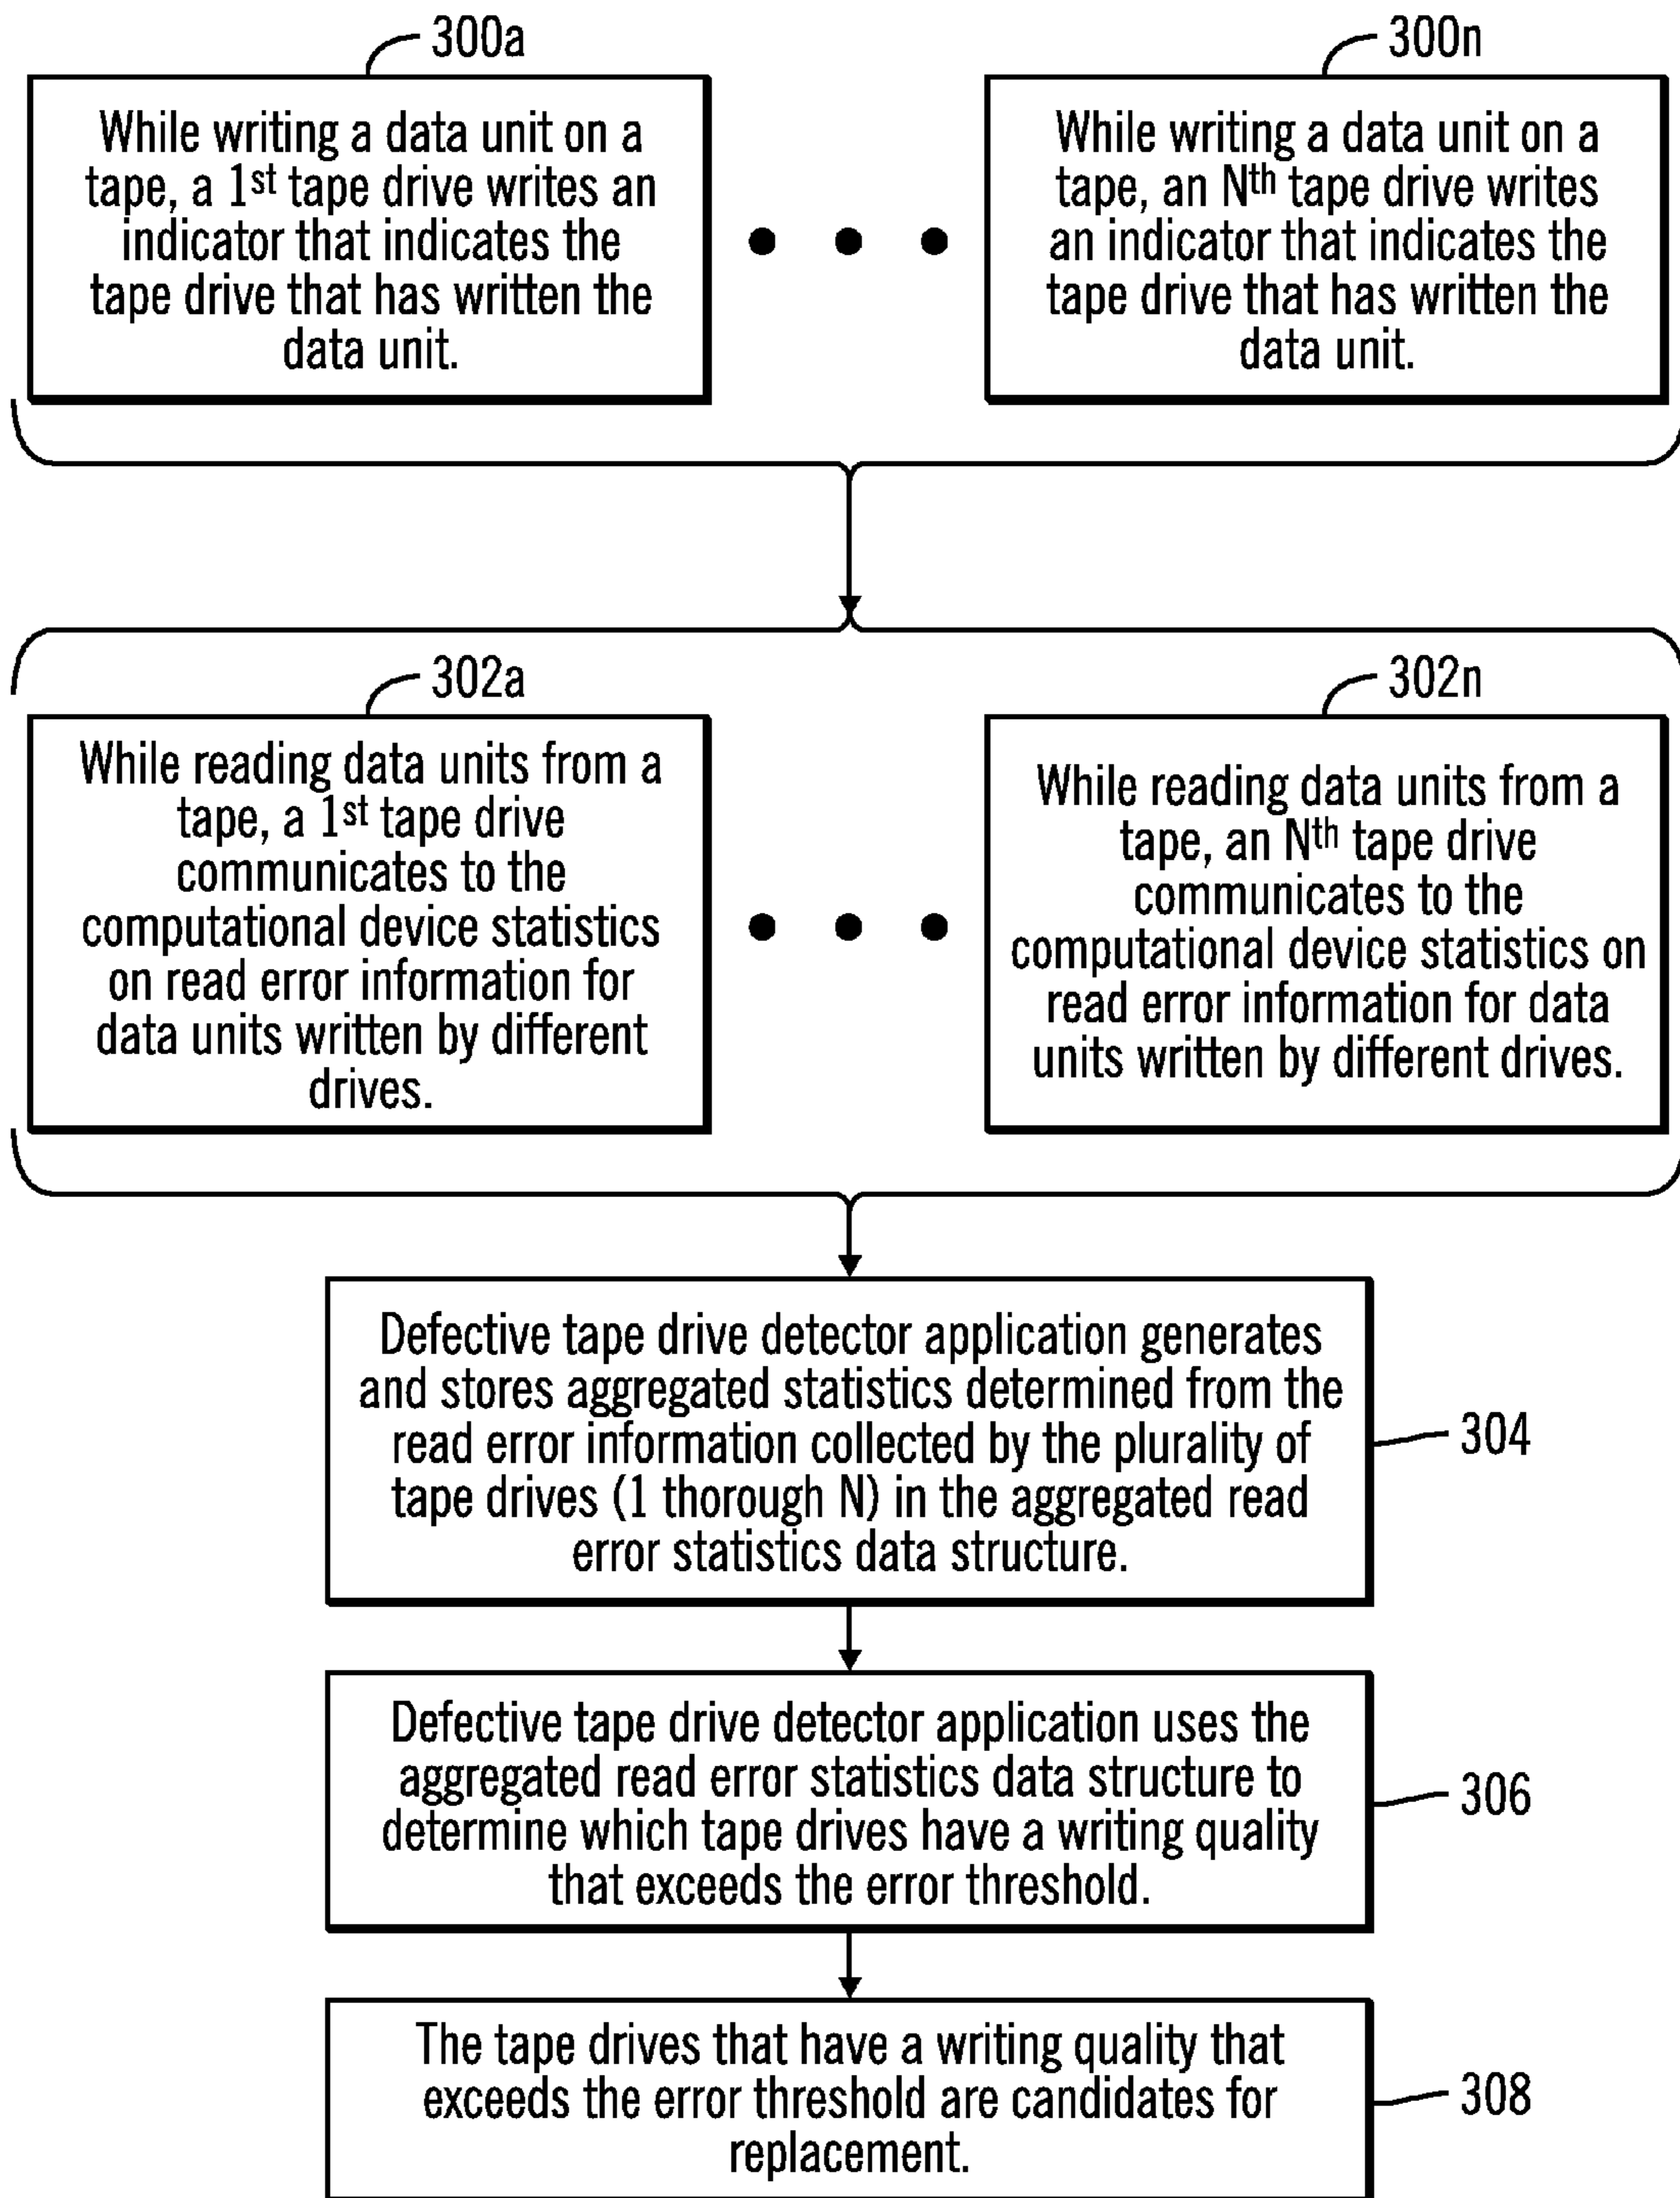 300a
While writing a data unit on a
tape, a 1st tape drive writes an
indicator that indicates the
tape drive that has written the
data unit.
300n
While writing a data unit on a
tape, an Nth tape drive writes
an indicator that indicates the
tape drive that has written the
data unit.
302a
While reading data units from a
tape, a 1st tape drive
communicates to the
computational device statistics
on read error information for
data units written by different
drives.
302n
While reading data units from a
tape, an Nth tape drive
communicates to the
computational device statistics on
read error information for data
units written by different drives.
Defective tape drive detector application generates
and stores aggregated statistics determined from the
read error information collected by the plurality of
tape drives (1 thorough N) in the aggregated read
error statistics data structure.
304
Defective tape drive detector application uses the
aggregated read error statistics data structure to
determine which tape drives have a writing quality
that exceeds the error threshold.
306
The tape drives that have a writing quality that
exceeds the error threshold are candidates for
replacement.
308